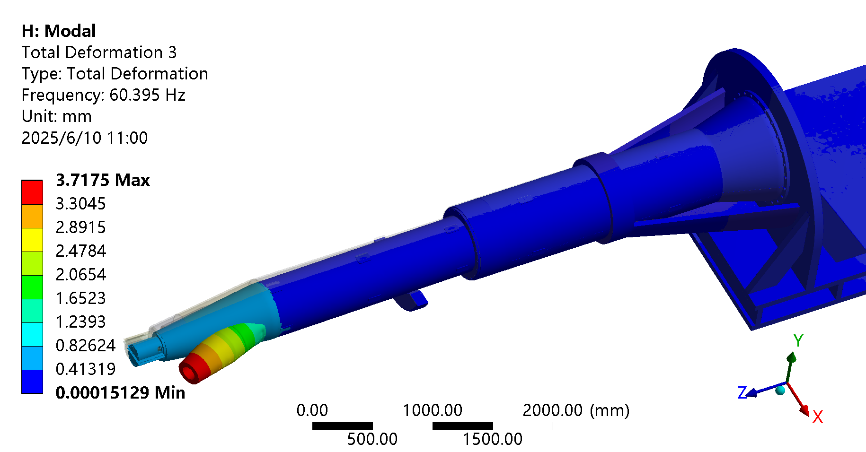 H: Modal
Total Deformation 3
Type: Total Deformation
Frequency: 60.395 Hz
Unit: mm
2025/6/10 11:00
3.7175 Max
3.3045
2.8915
2.4784
2.0654
1.6523
1.2393
0.82624
0.41319
0.00015129 Min
Y
Z
X
0.00 1000.00 2000.00 (mm)
500.00 1500.00